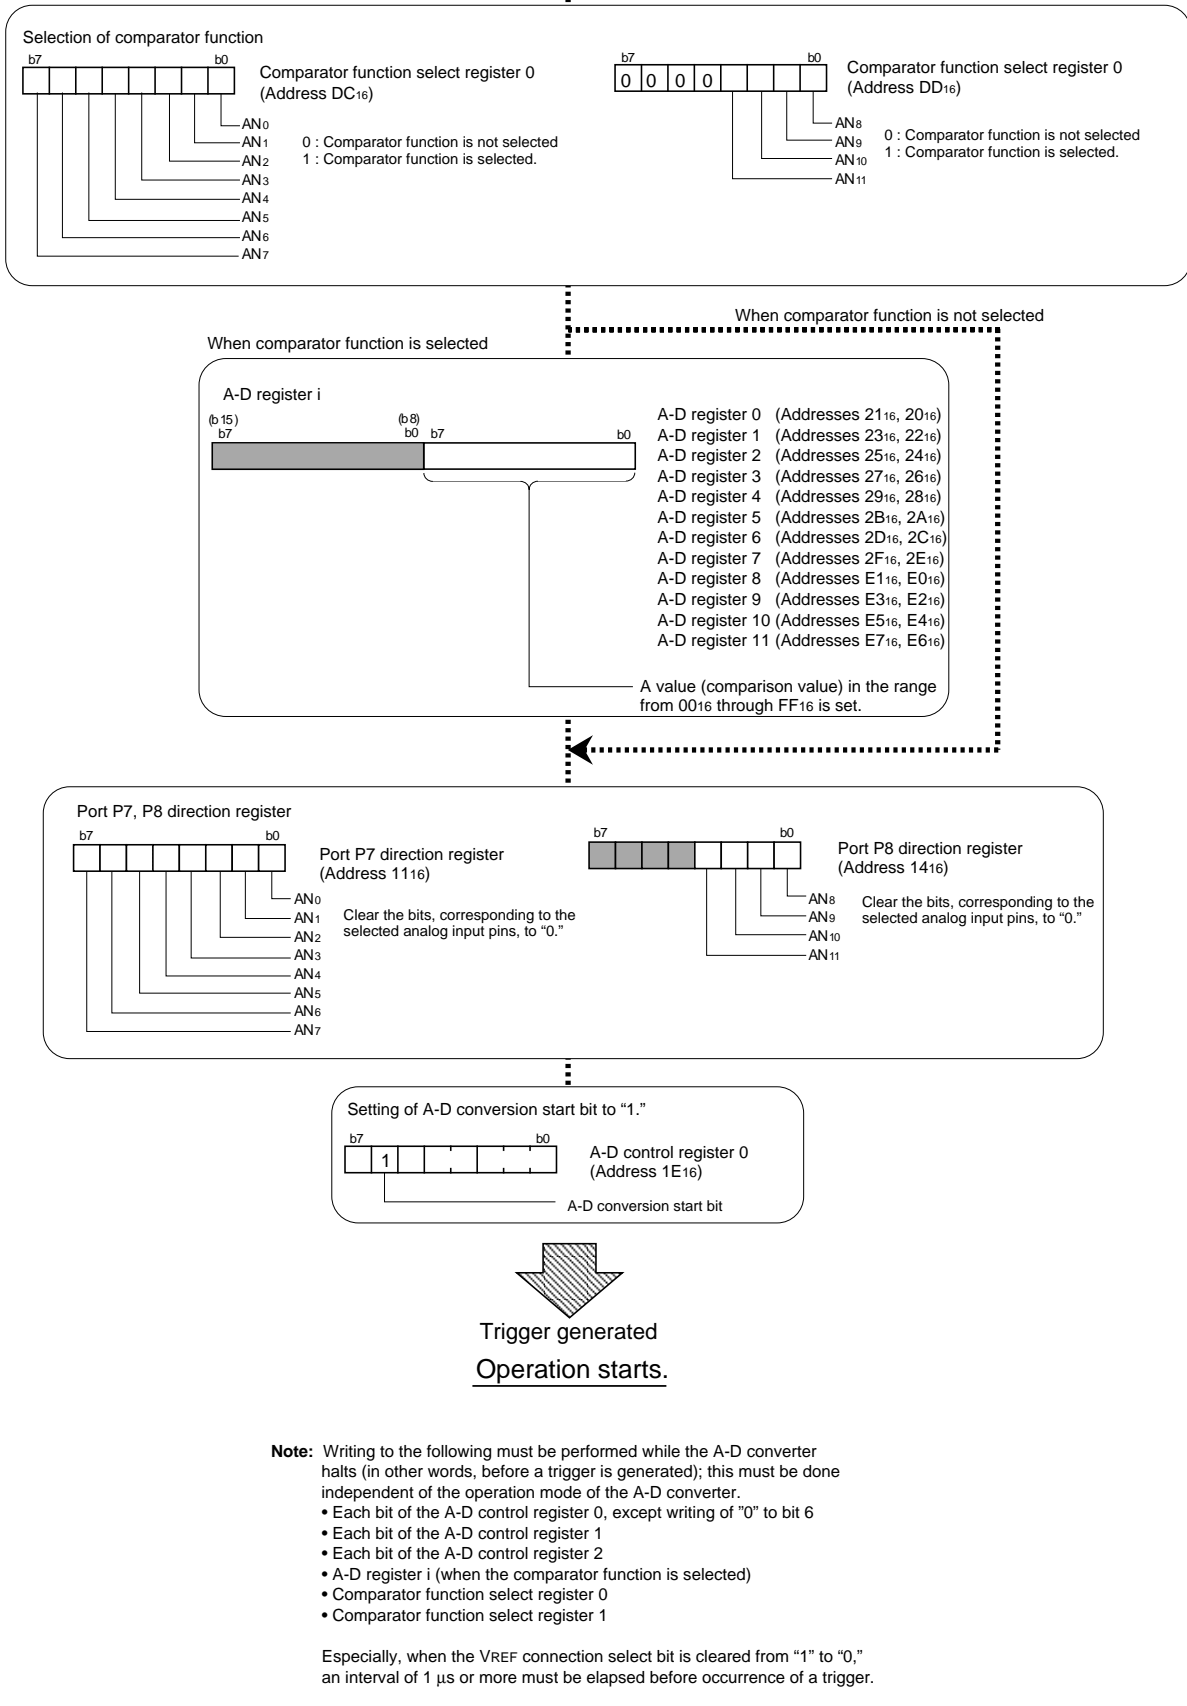 Selection of comparator function
b7 b0
Comparator function select register 0
(Address DC16)
AN0
AN1
AN2
AN3
AN4
AN5
AN6
AN7
0 : Comparator function is not selected
1 : Comparator function is selected.
b7 b0
0 0 0 0
Comparator function select register 0
(Address DD16)
AN8
AN9
AN10
AN11
0 : Comparator function is not selected
1 : Comparator function is selected.
When comparator function is not selected
When comparator function is selected
A-D register i
(b15) (b8)
b7 b0 b7 b0
A-D register 0 (Addresses 2116, 2016)
A-D register 1 (Addresses 2316, 2216)
A-D register 2 (Addresses 2516, 2416)
A-D register 3 (Addresses 2716, 2616)
A-D register 4 (Addresses 2916, 2816)
A-D register 5 (Addresses 2B16, 2A16)
A-D register 6 (Addresses 2D16, 2C16)
A-D register 7 (Addresses 2F16, 2E16)
A-D register 8 (Addresses E116, E016)
A-D register 9 (Addresses E316, E216)
A-D register 10 (Addresses E516, E416)
A-D register 11 (Addresses E716, E616)
A value (comparison value) in the range
from 0016 through FF16 is set.
Port P7, P8 direction register
b7 b0
Port P7 direction register
(Address 1116)
AN0
AN1
AN2
AN3
AN4
AN5
AN6
AN7
Clear the bits, corresponding to the
selected analog input pins, to “0.”
b7 b0
Port P8 direction register
(Address 1416)
AN8
AN9
AN10
AN11
Clear the bits, corresponding to the
selected analog input pins, to “0.”
Setting of A-D conversion start bit to “1.”
b7 b0
1
A-D control register 0
(Address 1E16)
A-D conversion start bit
Trigger generated
Operation starts.
Note: Writing to the following must be performed while the A-D converter
halts (in other words, before a trigger is generated); this must be done
independent of the operation mode of the A-D converter.
• Each bit of the A-D control register 0, except writing of ”0” to bit 6
• Each bit of the A-D control register 1
• Each bit of the A-D control register 2
• A-D register i (when the comparator function is selected)
• Comparator function select register 0
• Comparator function select register 1
Especially, when the VREF connection select bit is cleared from “1” to “0,”
an interval of 1 µs or more must be elapsed before occurrence of a trigger.